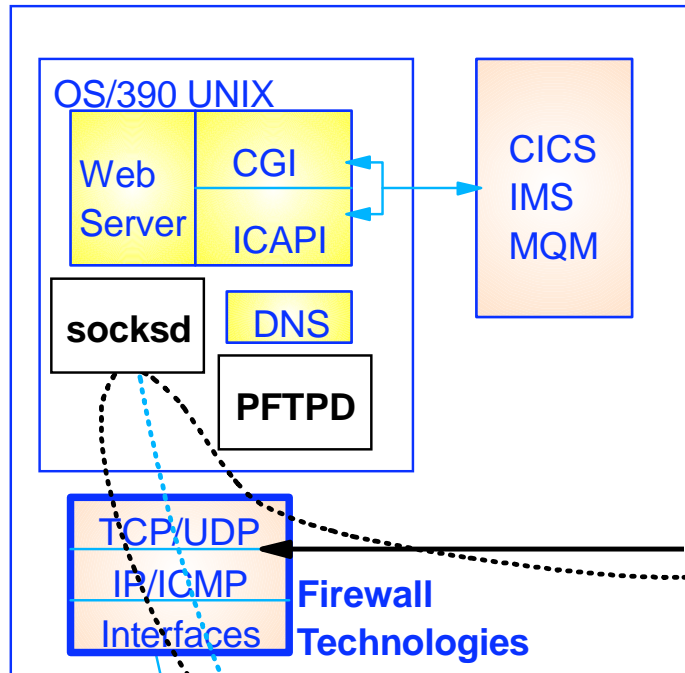 OS/390 UNIX
Web
Server
CGI
ICAPI
CICS
IMS
MQM
socksd
DNS
PFTPD
TCP/UDP
IP/ICMP
Interfaces
Firewall
Technologies